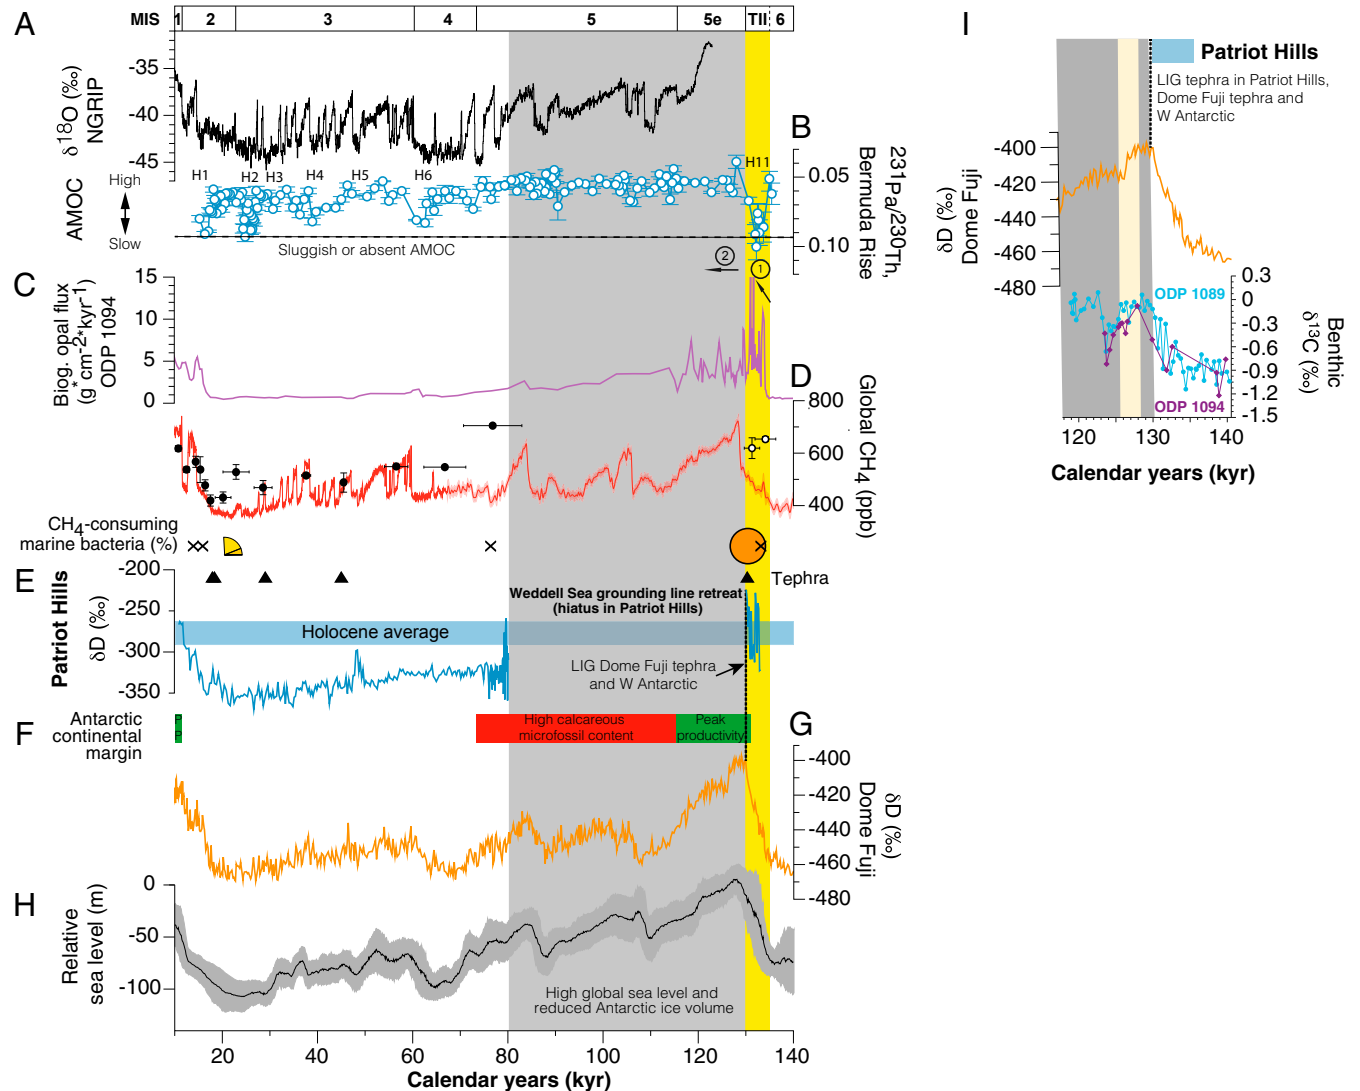 A
MIS
1
2
3
4
5
5e
TII
6
δ18O (‰)
NGRIP
-35
-40
-45
B
H1
H2
H3
H4
H5
H6
H11
AMOC
High
Slow
Sluggish or absent AMOC
0.05
0.10
231Pa/230Th,
Bermuda Rise
2
1
C
Biog. opal flux
(g*cm-2*kyr-1)
ODP 1094
15
10
5
0
D
800
600
400
Global CH4 (ppb)
CH4-consuming
marine bacteria (%)
E
Patriot Hills
δD (‰)
-200
-250
-300
-350
Tephra
Weddell Sea grounding line retreat
(hiatus in Patriot Hills)
Holocene average
LIG Dome Fuji tephra
and W Antarctic
F
Antarctic
continental
margin
P
P
High calcareous
microfossil content
Peak
productivity
G
-400
-420
-440
-460
-480
δD (‰)
Dome Fuji
H
Relative
sea level (m)
0
-50
-100
High global sea level and
reduced Antarctic ice volume
20
40
60
80
100
120
140
Calendar years (kyr)
I
Patriot Hills
LIG tephra in Patriot Hills,
Dome Fuji tephra and
W Antarctic
δD (‰)
Dome Fuji
-400
-420
-440
-460
-480
ODP 1089
ODP 1094
0.3
0
-0.3
-0.6
-0.9
-1.2
-1.5
Benthic
δ13C (‰)
120
130
140
Calendar years (kyr)